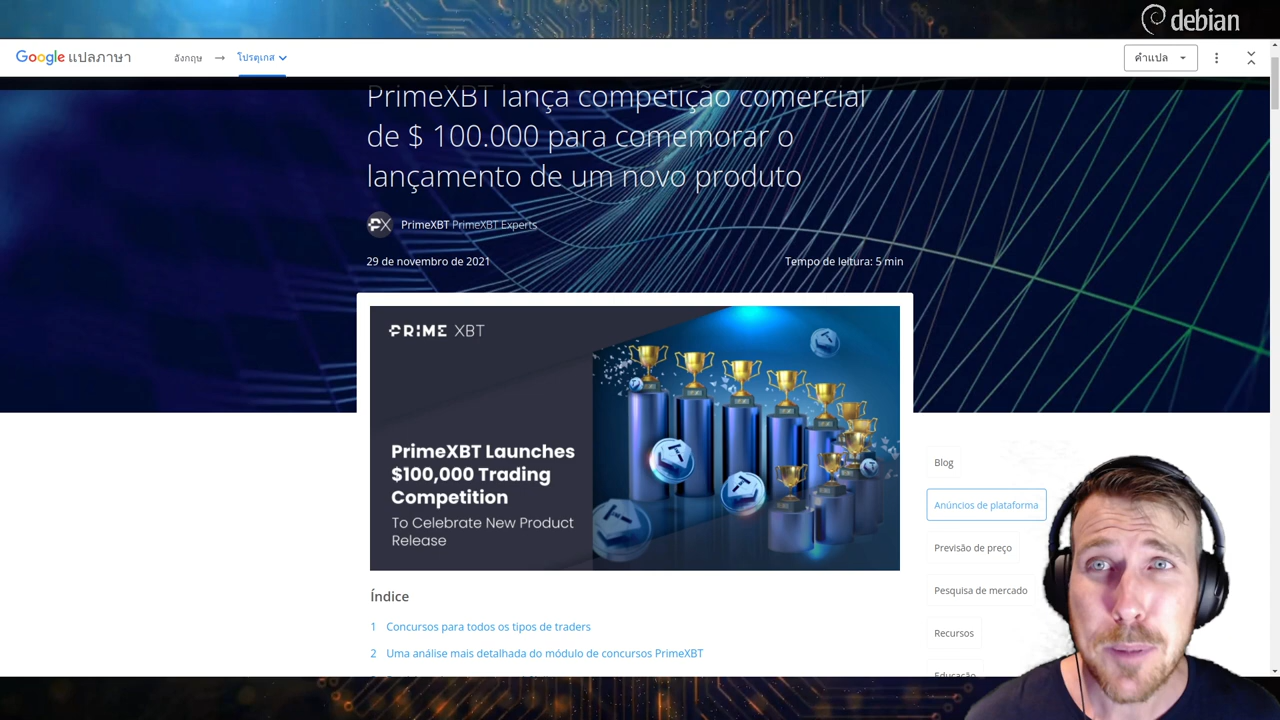 debian
Google แปลภาษา
อังกฤษ → โปรตุเกส
คำแปล
PrimeXBT lança competição comercial
de $ 100.000 para comemorar o
lançamento de um novo produto
PX PrimeXBT PrimeXBT Experts
29 de novembro de 2021
Tempo de leitura: 5 min
PRIME XBT
PrimeXBT Launches
$100,000 Trading
Competition
To Celebrate New Product
Release
Índice
1 Concursos para todos os tipos de traders
2 Uma análise mais detalhada do módulo de concursos PrimeXBT
Blog
Anúncios de plataforma
Previsão de preço
Pesquisa de mercado
Recursos
Educação